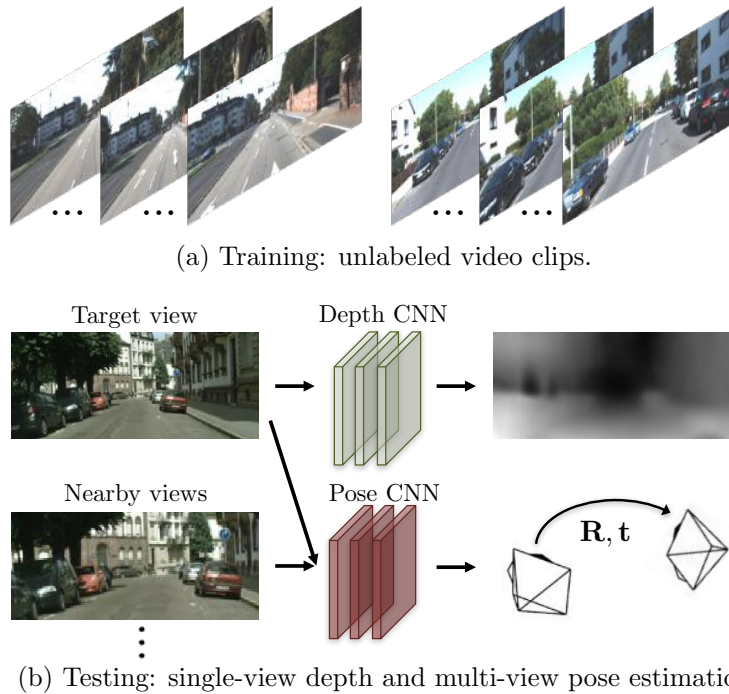 ... ... ...
(a) Training: unlabeled video clips.
Target view
Depth CNN
Nearby views
Pose CNN
R, t
(b) Testing: single-view depth and multi-view pose estimatio